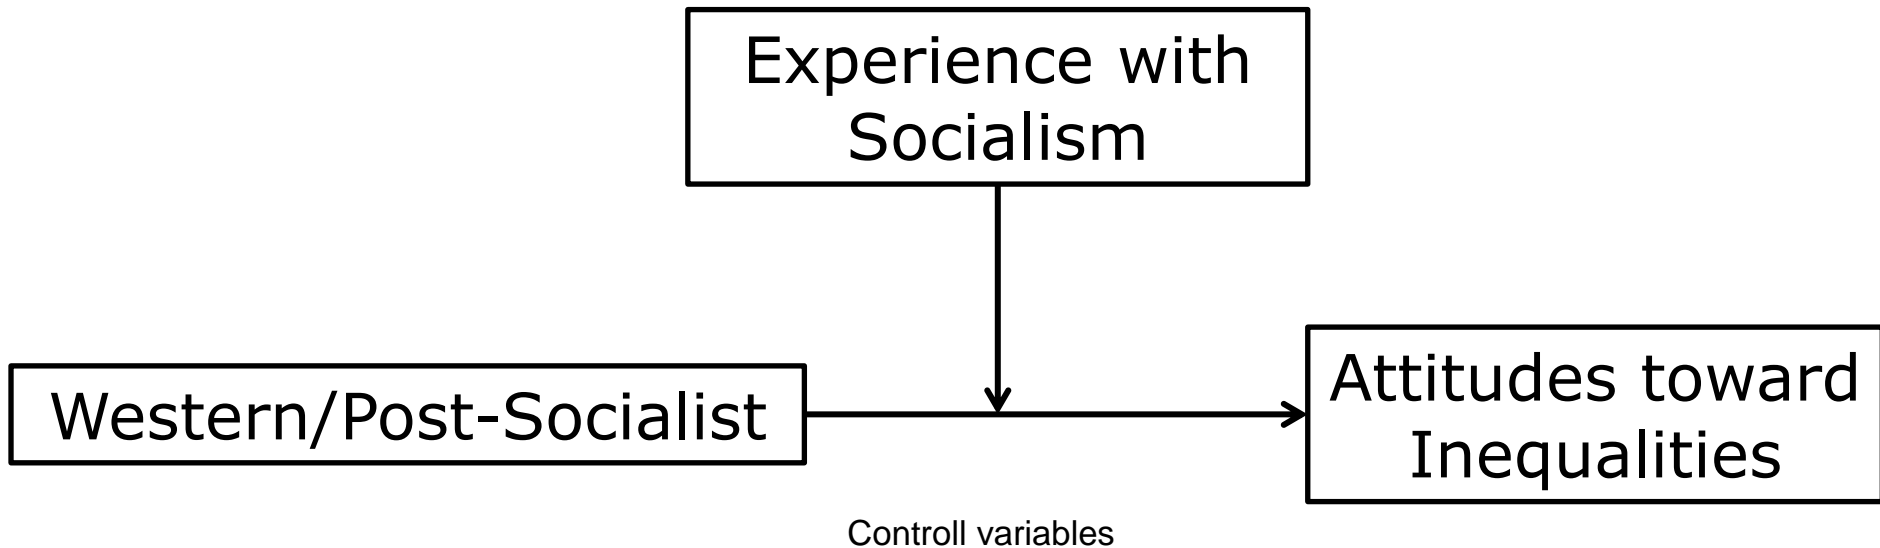 Experience with
Socialism
Western/Post-Socialist
Attitudes toward
Inequalities
Controll variables